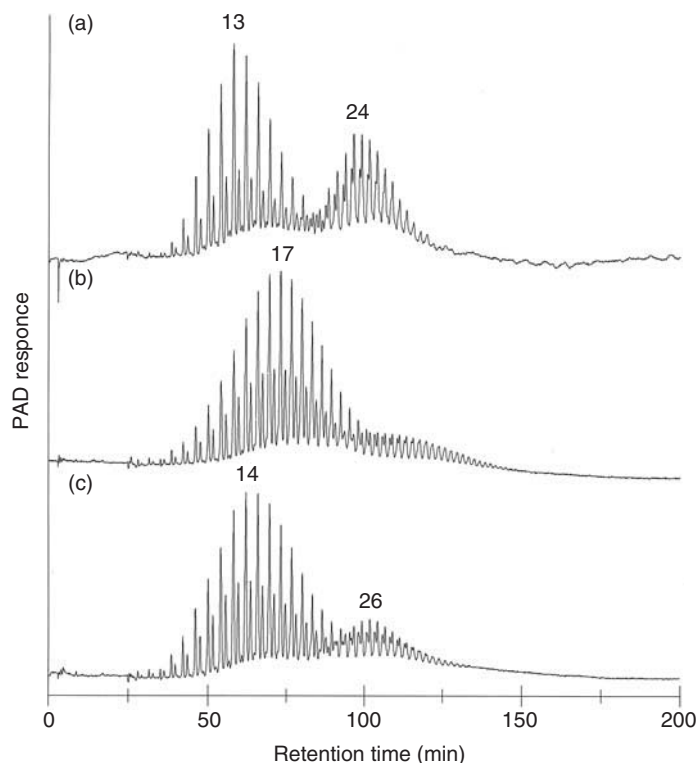 (a)
13
24
(b)
17
(c)
14
26
PAD responce
0 50 100 150 200
Retention time (min)